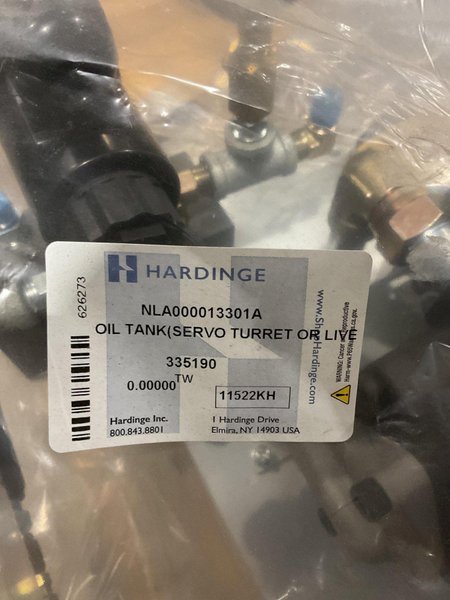 HARDINGE
NLA000013301A
OIL TANK(SERVO TURRET OR LIVE
335190
TW
0.00000
11522KH
Hardinge Inc.
800.843.8801
1 Hardinge Drive
Elmira, NY 14903 USA
626273
www.ShopHardinge.com
WARNING! Cancer